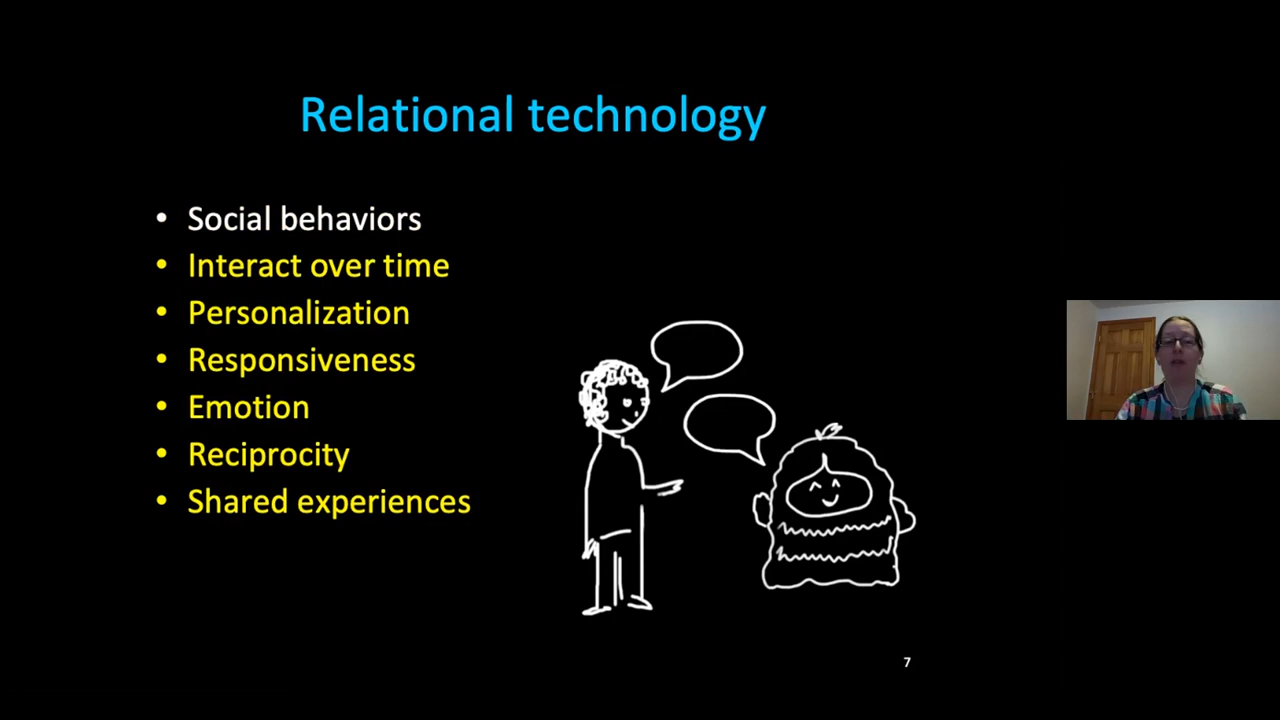 Relational technology
• Social behaviors
• Interact over time
• Personalization
• Responsiveness
• Emotion
• Reciprocity
• Shared experiences
7